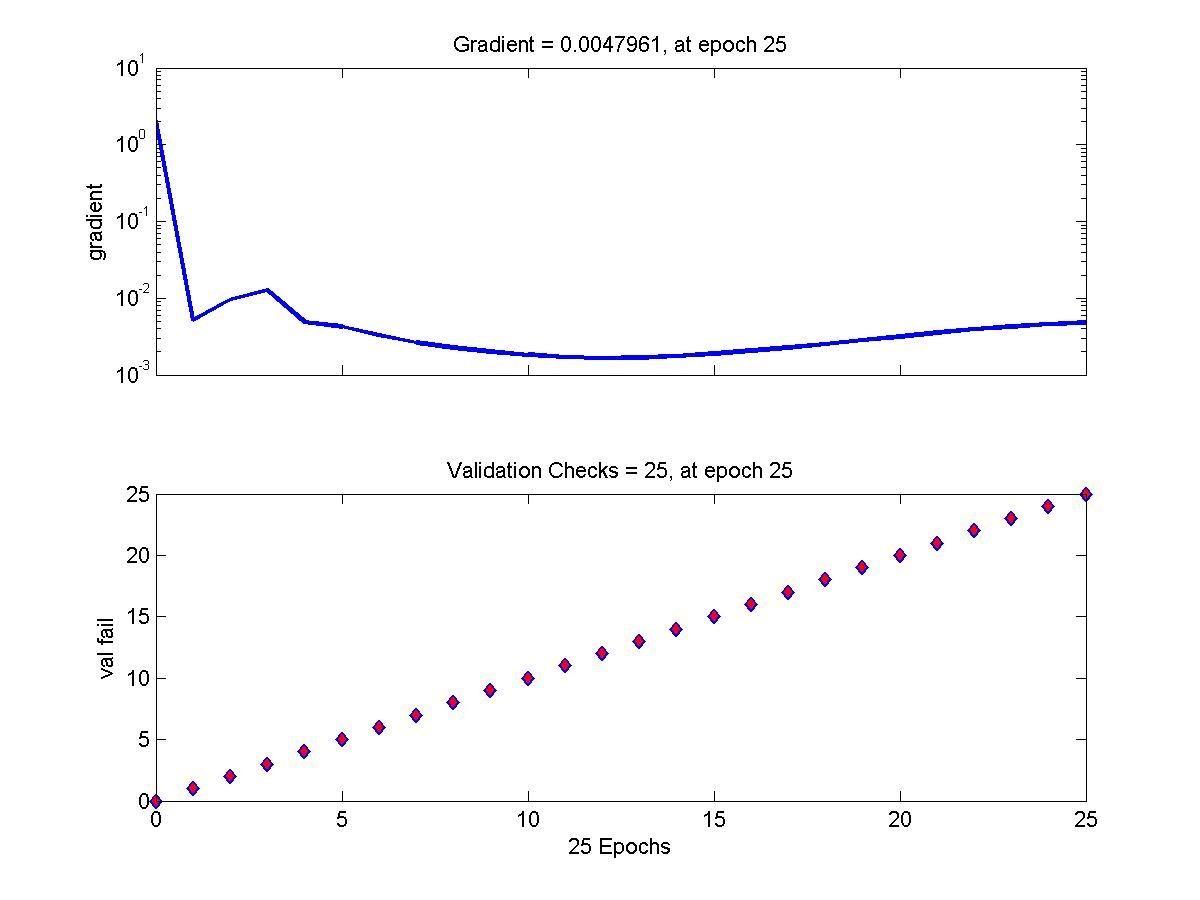 Gradient = 0.0047961, at epoch 25
10^1
10^0
10^-1
10^-2
10^-3
gradient
Validation Checks = 25, at epoch 25
25
20
15
10
5
0
val fail
0 5 10 15 20 25
25 Epochs